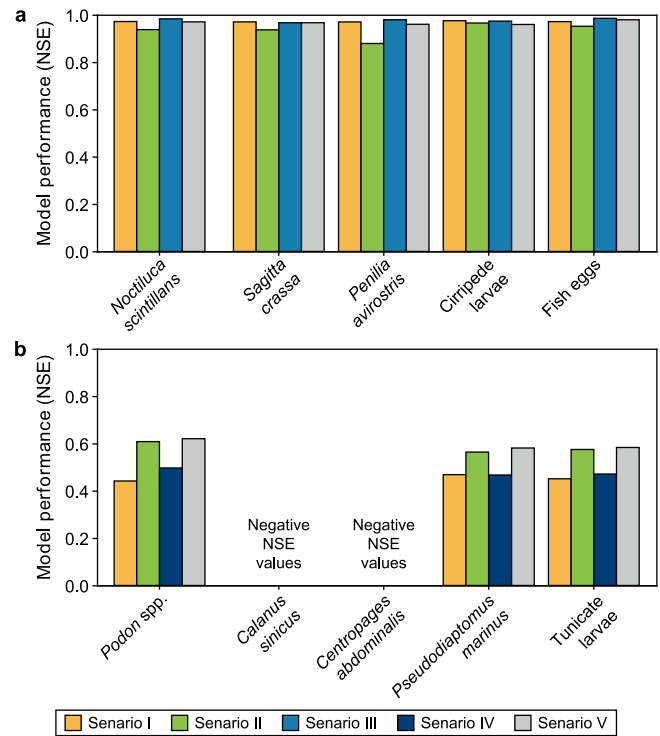 a
Model performance (NSE)
1.0
0.8
0.6
0.4
0.2
0.0
Noctiluca
scintillans
Sagitta
crassa
Penilia
avirostris
Cirripede
larvae
Fish eggs
b
Model performance (NSE)
1.0
0.8
0.6
0.4
0.2
0.0
Negative
NSE
values
Negative
NSE
values
Podon spp.
Calanus
sinicus
Centropages
abdominalis
Pseudodiaptomus
marinus
Tunicate
larvae
Senario I
Senario II
Senario III
Senario IV
Senario V